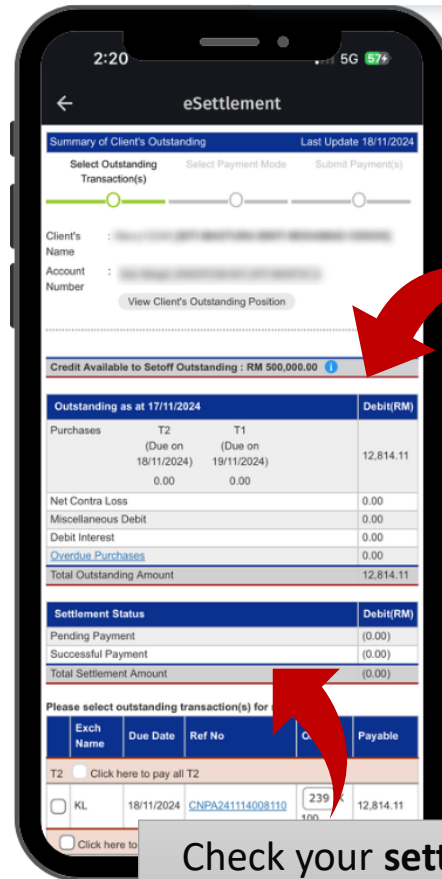 2:20 5G 57
eSettlement
Summary of Client's Outstanding Last Update 18/11/2024
Select Outstanding Transaction(s) Select Payment Mode Submit Payment(s)
Client's Name :
Account Number :
View Client's Outstanding Position
Credit Available to Setoff Outstanding : RM 500,000.00
Outstanding as at 17/11/2024 Debit(RM)
Purchases T2 T1
(Due on (Due on
18/11/2024) 19/11/2024) 12,814.11
0.00 0.00
Net Contra Loss 0.00
Miscellaneous Debit 0.00
Debit Interest 0.00
Overdue Purchases 0.00
Total Outstanding Amount 12,814.11
Settlement Status Debit(RM)
Pending Payment (0.00)
Successful Payment (0.00)
Total Settlement Amount (0.00)
Please select outstanding transaction(s) for
Exch Name Due Date Ref No Payable
T2 Click here to pay all T2
KL 18/11/2024 CNPA241114008110 239 12,814.11
100
Click here to
Check your sett